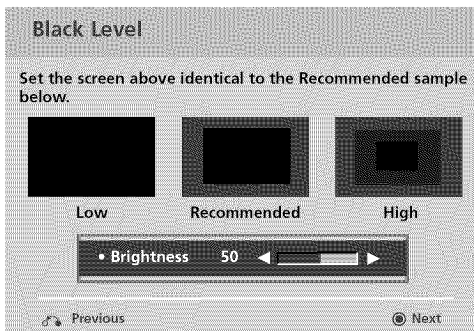 Black Level
Set the screen above identical to the Recommended sample
below.
Low Recommended High
• Brightness 50
Previous Next